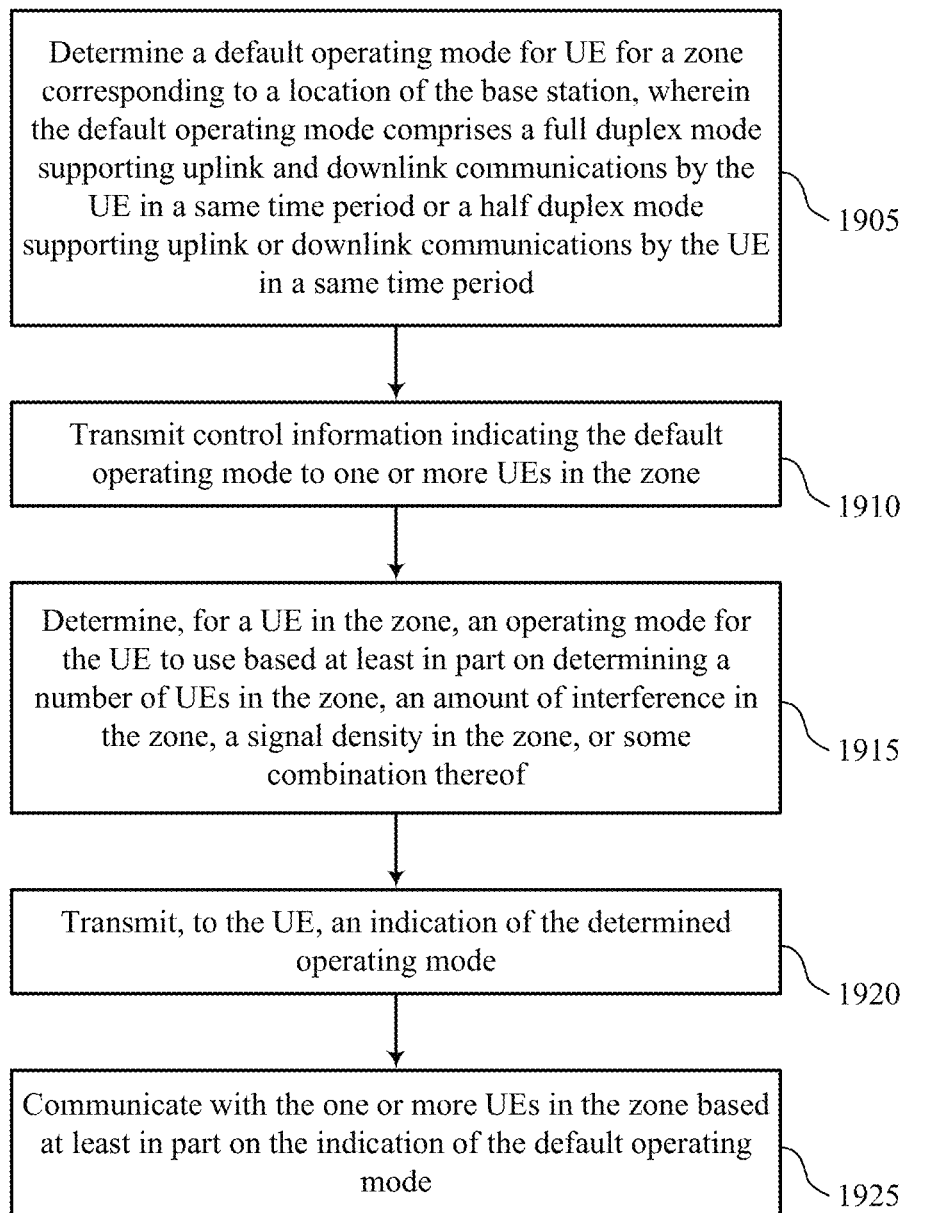 Determine a default operating mode for UE for a zone
corresponding to a location of the base station, wherein
the default operating mode comprises a full duplex mode
supporting uplink and downlink communications by the
UE in a same time period or a half duplex mode
supporting uplink or downlink communications by the UE
in a same time period
1905
Transmit control information indicating the default
operating mode to one or more UEs in the zone
1910
Determine, for a UE in the zone, an operating mode for
the UE to use based at least in part on determining a
number of UEs in the zone, an amount of interference in
the zone, a signal density in the zone, or some
combination thereof
1915
Transmit, to the UE, an indication of the determined
operating mode
1920
Communicate with the one or more UEs in the zone based
at least in part on the indication of the default operating
mode
1925